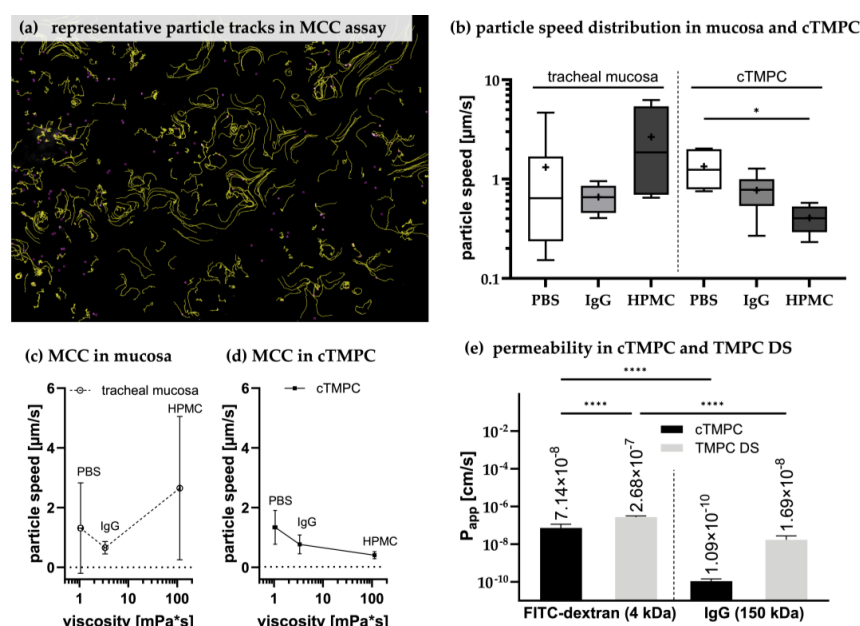 (a) representative particle tracks in MCC assay
(b) particle speed distribution in mucosa and cTMPC
tracheal mucosa
cTMPC
*
particle speed [µm/s]
10
1
0.1
PBS
IgG
HPMC
PBS
IgG
HPMC
(c) MCC in mucosa
tracheal mucosa
particle speed [µm/s]
6
4
2
0
PBS
IgG
HPMC
1
10
100
viscosity [mPa*s]
(d) MCC in cTMPC
cTMPC
particle speed [µm/s]
6
4
2
0
PBS
IgG
HPMC
1
10
100
viscosity [mPa*s]
(e) permeability in cTMPC and TMPC DS
****
****
****
cTMPC
TMPC DS
Papp [cm/s]
10-2
10-4
10-6
10-8
10-10
7.14×10-8
2.68×10-7
1.09×10-10
1.69×10-8
FITC-dextran (4 kDa)
IgG (150 kDa)